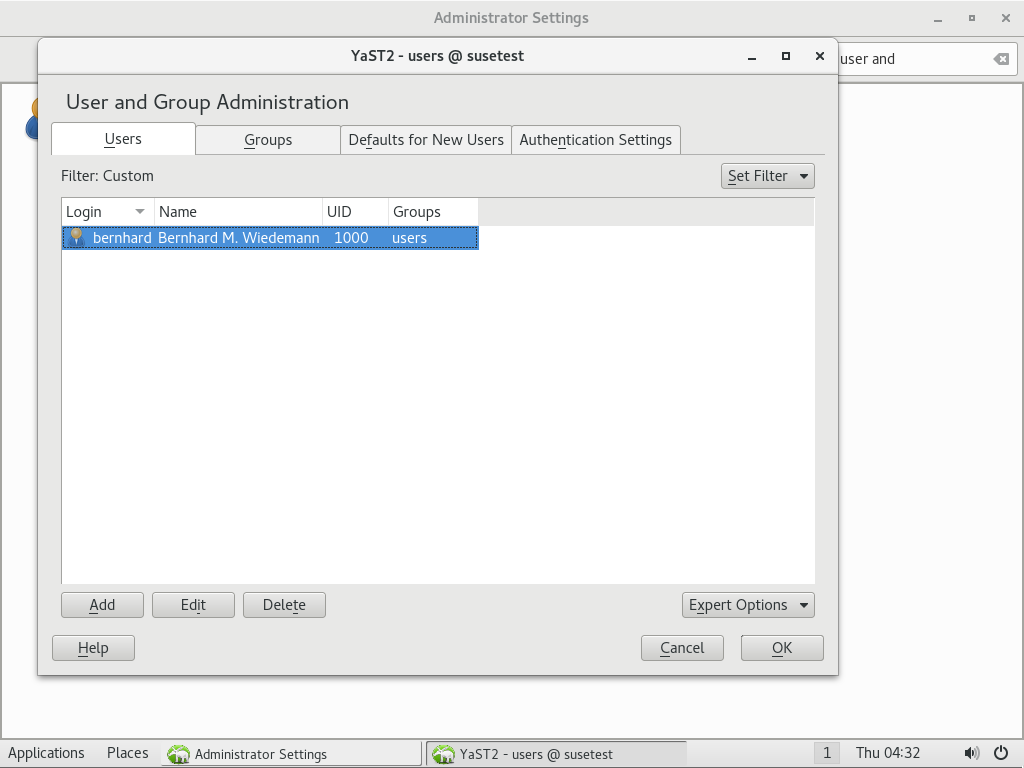 Administrator Settings
YaST2 - users @ susetest
user and
User and Group Administration
Users Groups Defaults for New Users Authentication Settings
Filter: Custom Set Filter
Login Name UID Groups
bernhard Bernhard M. Wiedemann 1000 users
Add Edit Delete Expert Options
Help Cancel OK
Applications Places Administrator Settings YaST2 - users @ susetest 1 Thu 04:32